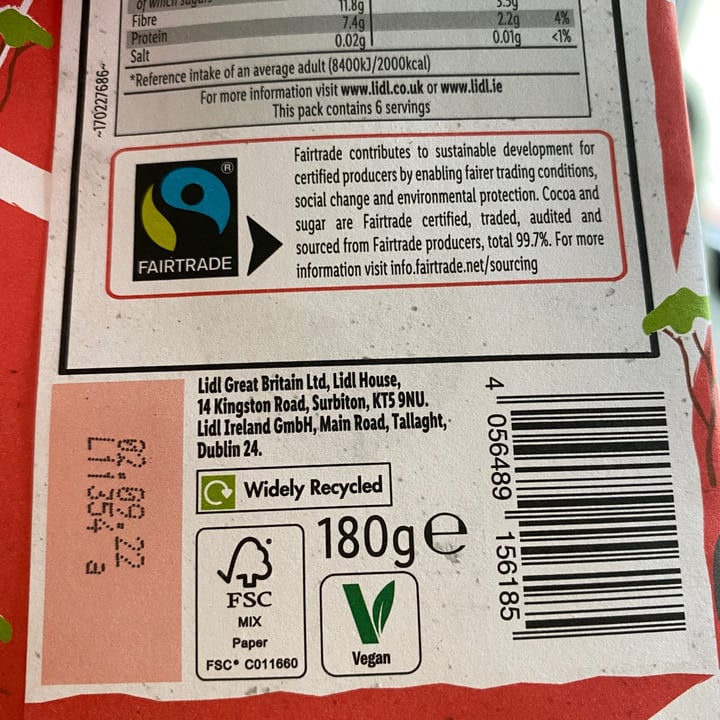 of which sugars
Fibre 11.8g 3.5g
Protein 7.4g 2.2g 4%
Salt 0.02g 0.01g <1%
*Reference intake of an average adult (8400kJ/2000kcal)
For more information visit www.lidl.co.uk or www.lidl.ie
This pack contains 6 servings
~170227686~
Fairtrade contributes to sustainable development for
certified producers by enabling fairer trading conditions,
social change and environmental protection. Cocoa and
sugar are Fairtrade certified, traded, audited and
sourced from Fairtrade producers, total 99.7%. For more
information visit info.fairtrade.net/sourcing
®
FAIRTRADE
Lidl Great Britain Ltd, Lidl House,
14 Kingston Road, Surbiton, KT5 9NU.
Lidl Ireland GmbH, Main Road, Tallaght,
Dublin 24.
Widely Recycled
180g e
FSC
MIX
Paper
FSC® C011660
Vegan
02.09.22
L11354 a
4 056489 156185